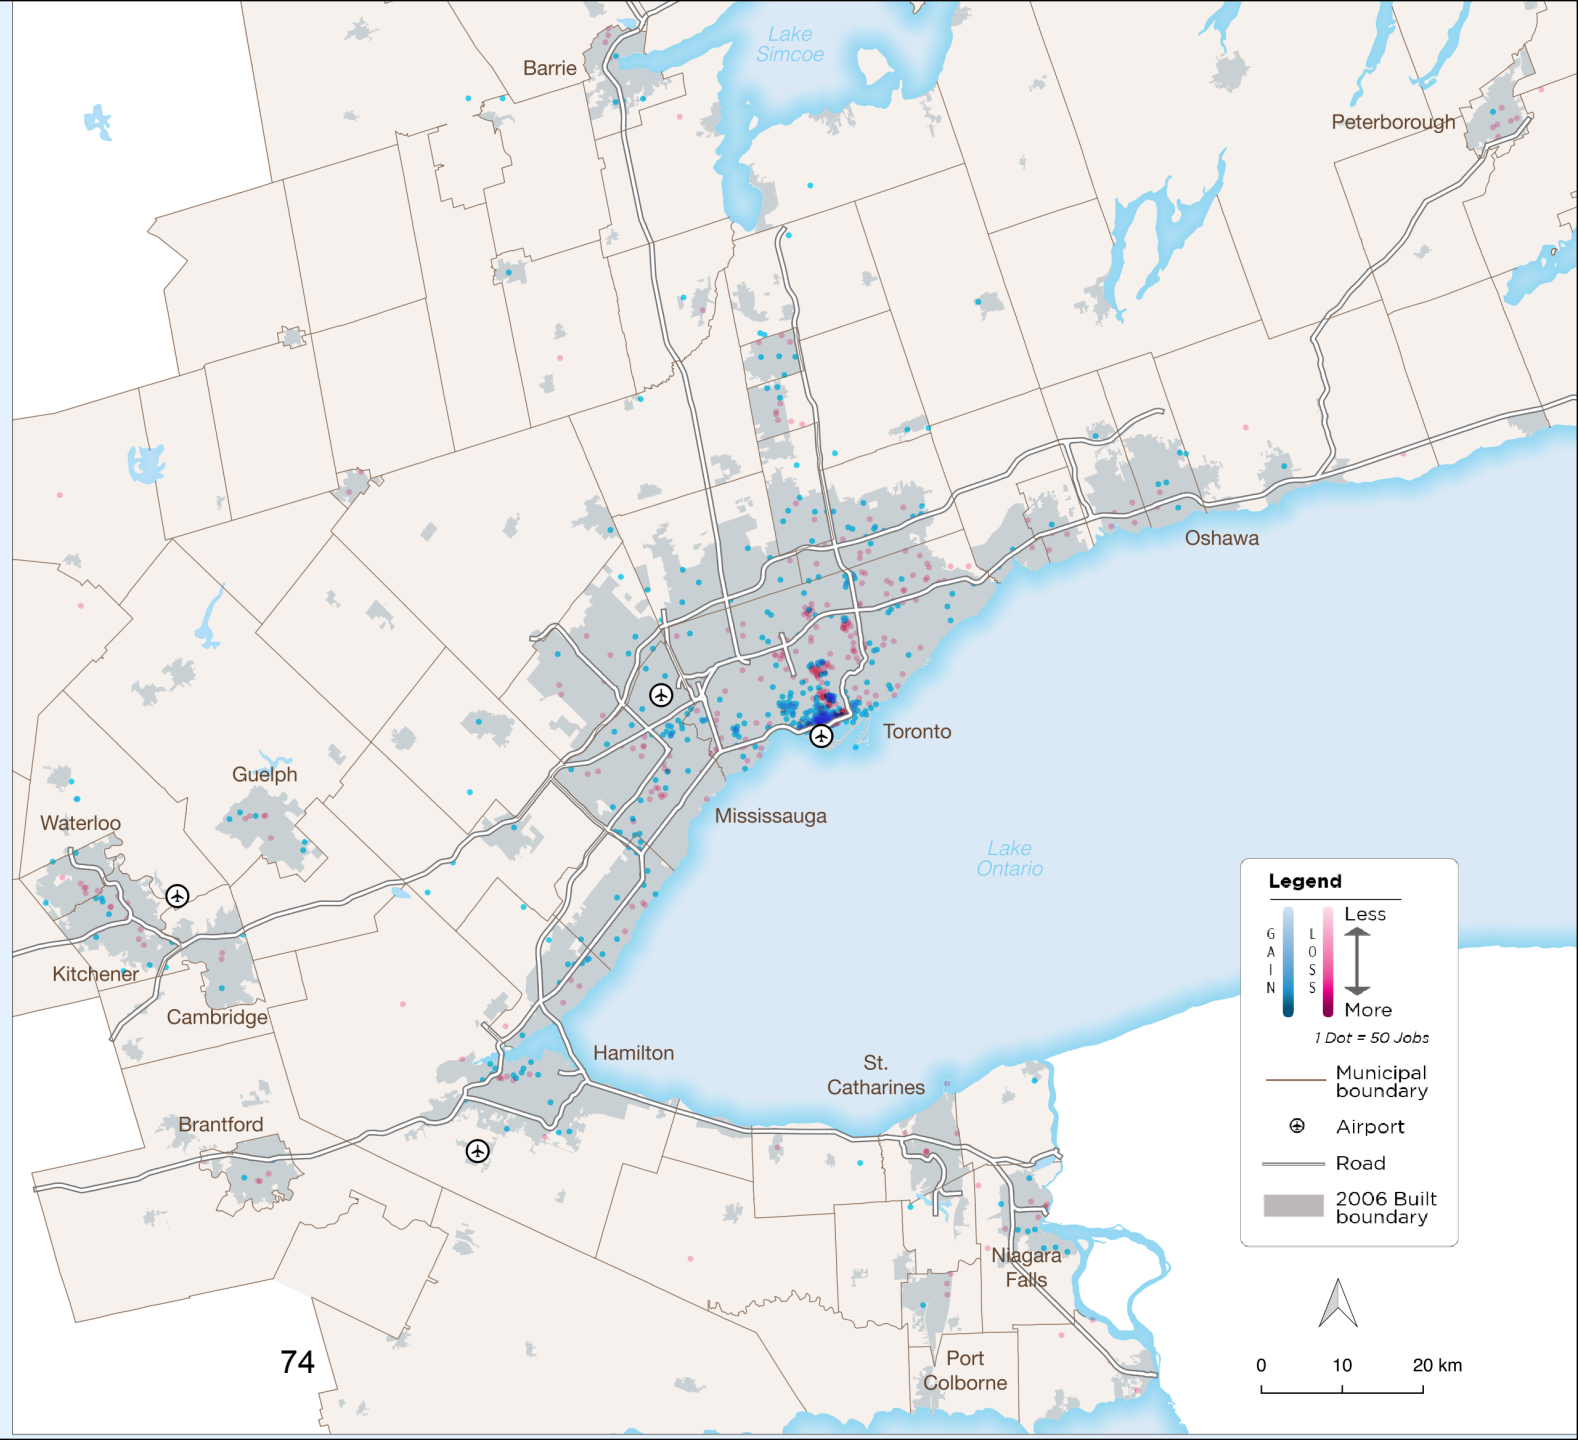 Lake
Simcoe
Barrie
Peterborough
Oshawa
Toronto
Guelph
Waterloo
Mississauga
Lake
Ontario
Kitchener
Cambridge
Hamilton
St.
Catharines
Brantford
Niagara
Falls
Port
Colborne
74
Legend
GAIN
LOSS
Less
More
1 Dot = 50 Jobs
Municipal
boundary
Airport
Road
2006 Built
boundary
0 10 20 km